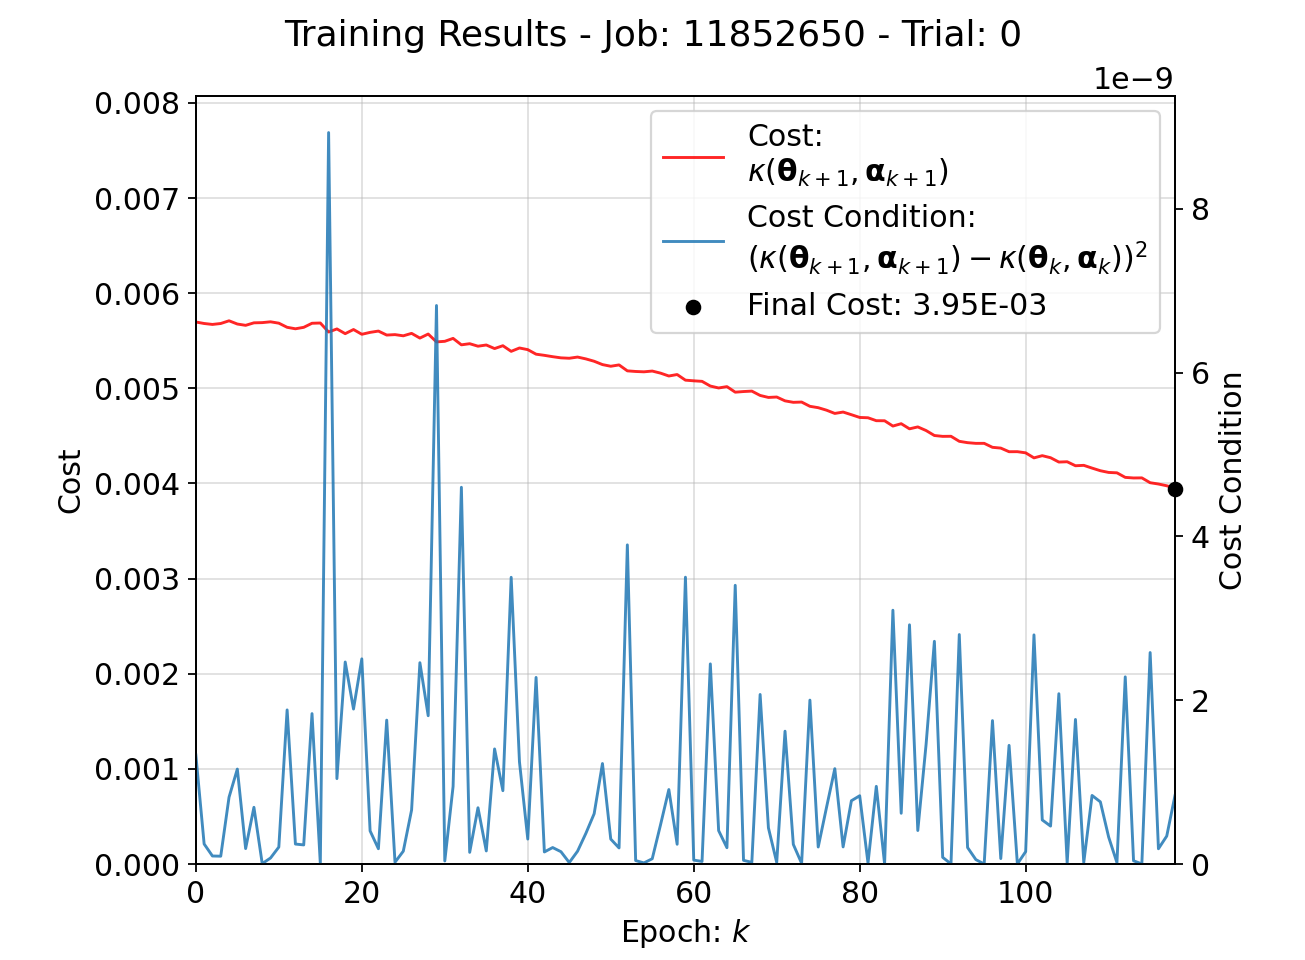 Training Results - Job: 11852650 - Trial: 0
1e−9
0.008
0.007
0.006
0.005
0.004
0.003
0.002
0.001
0.000
Cost
Cost:
κ(𝛉ₖ₊₁, 𝛂ₖ₊₁)
Cost Condition:
(κ(𝛉ₖ₊₁, 𝛂ₖ₊₁) − κ(𝛉ₖ, 𝛂ₖ))²
Final Cost: 3.95E-03
8
6
4
2
0
Cost Condition
0 20 40 60 80 100
Epoch: k